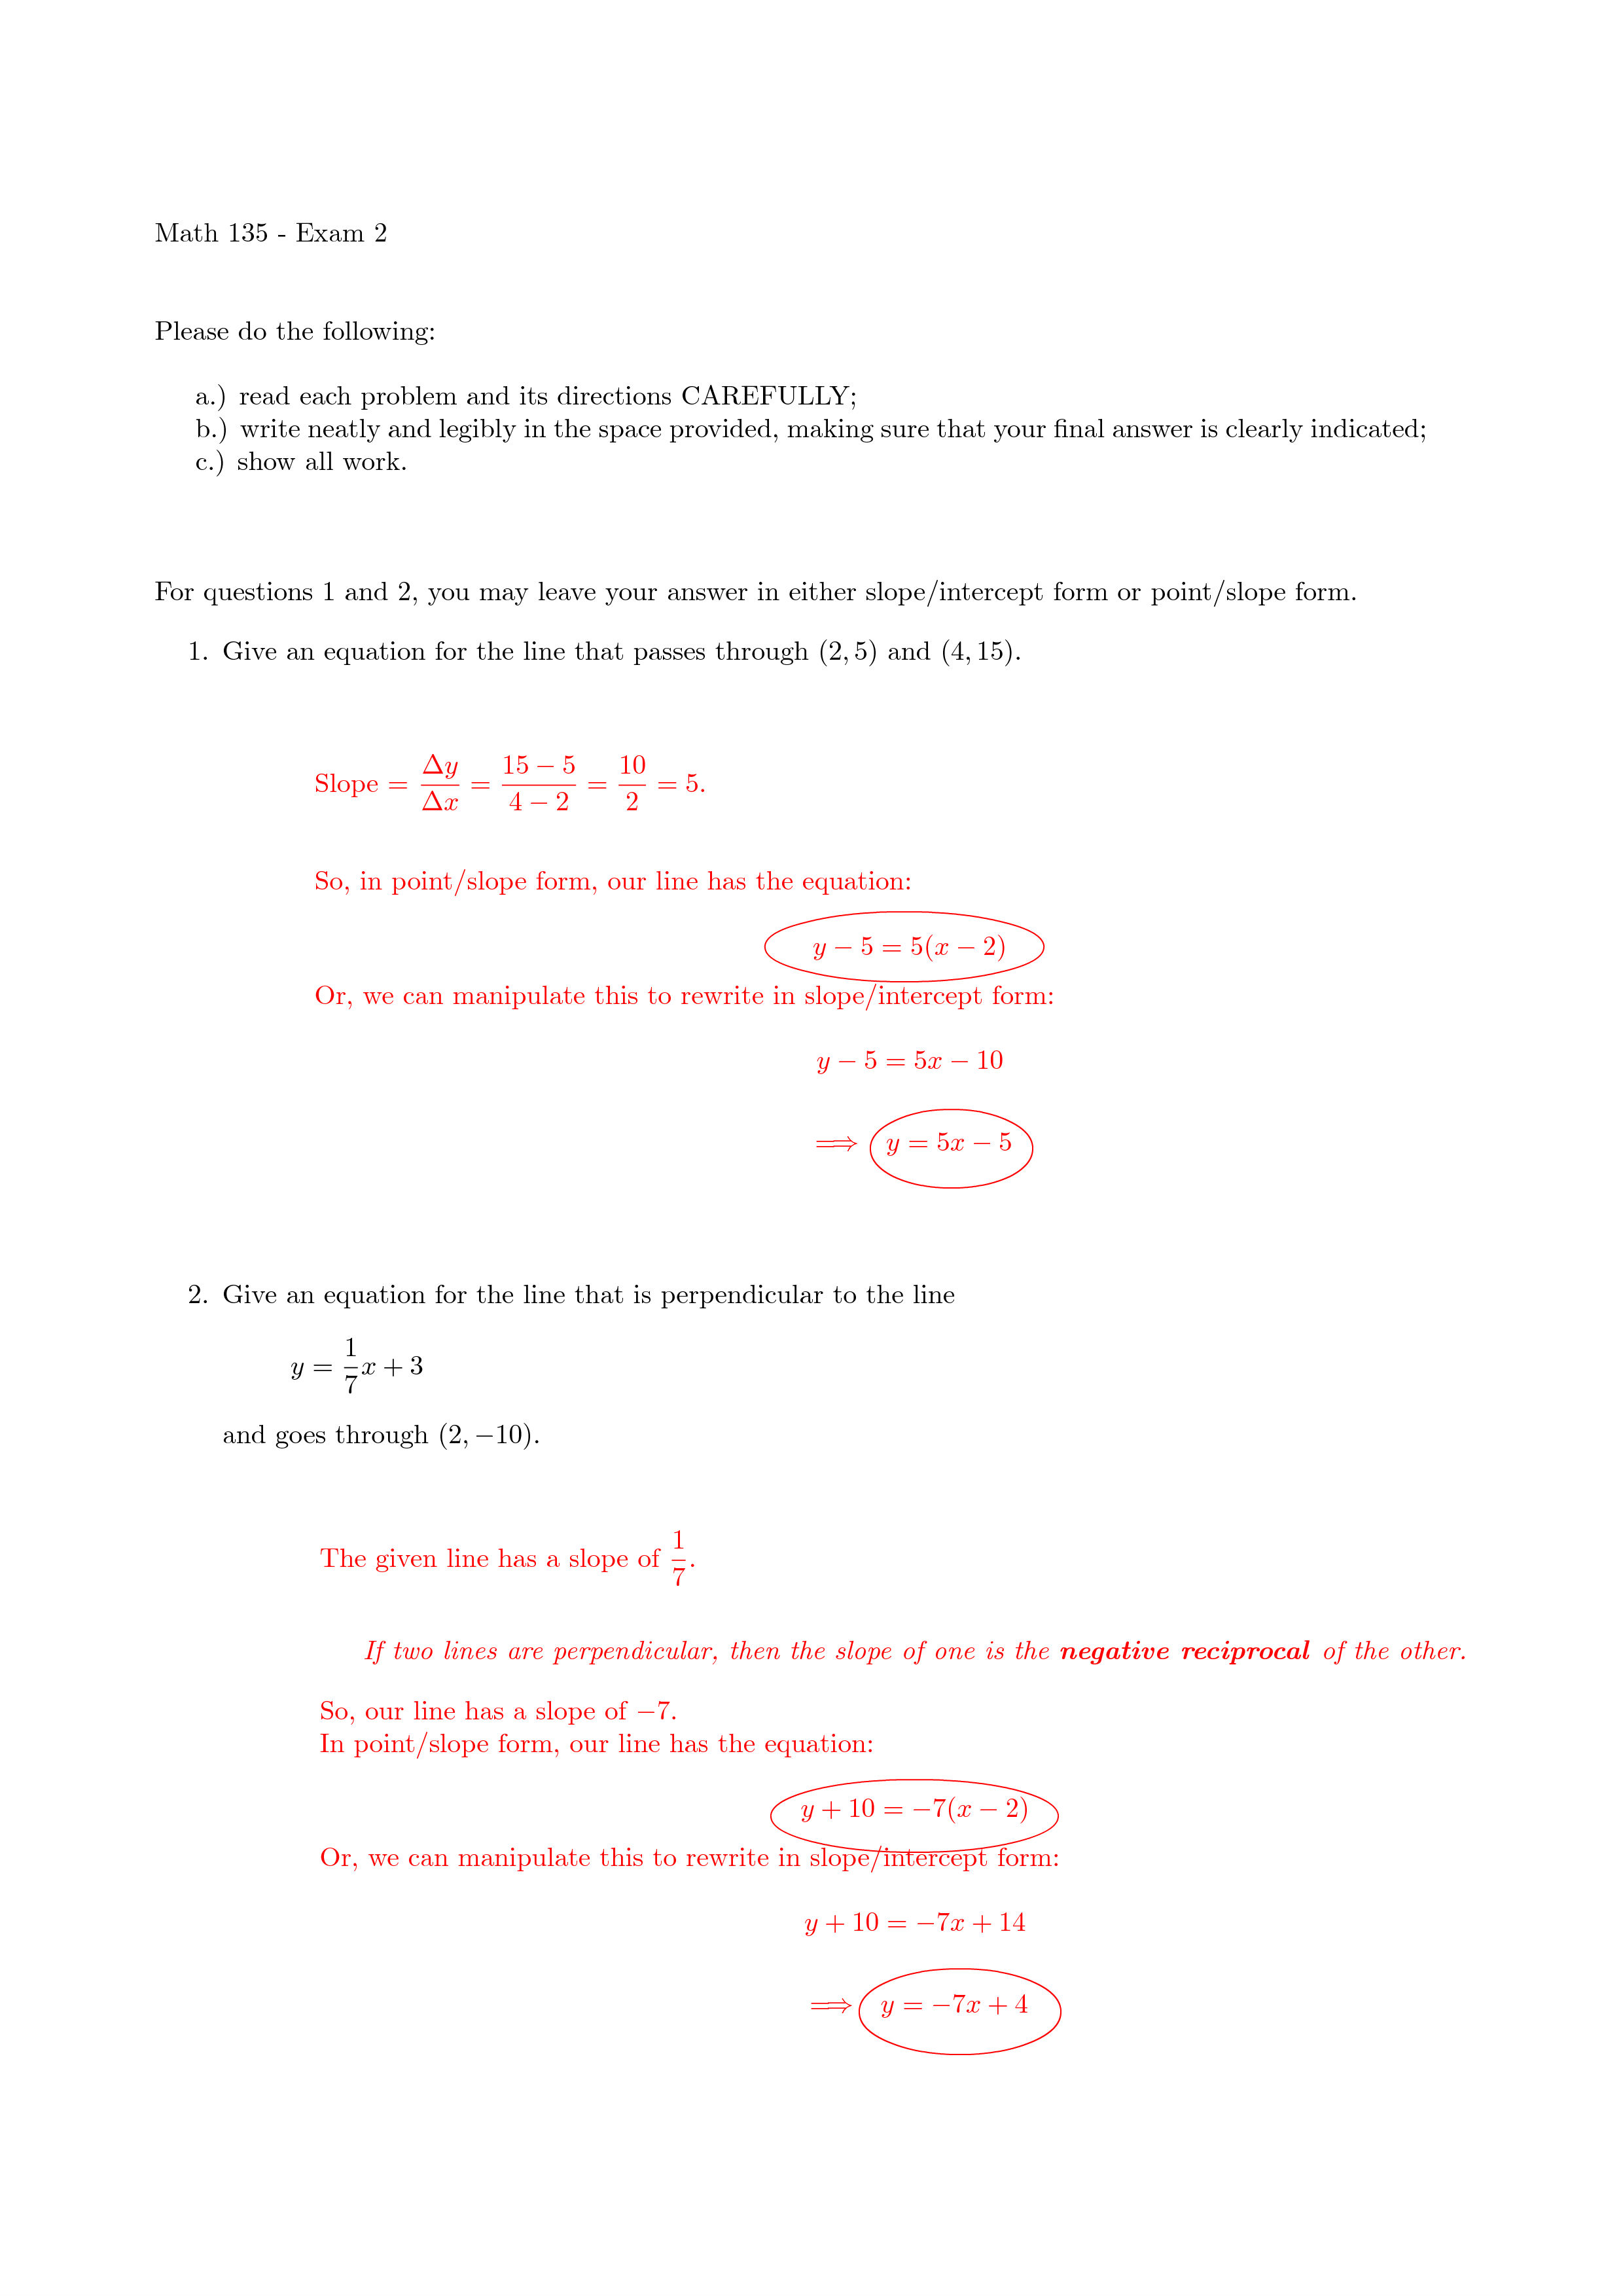 Math 135 - Exam 2
Please do the following:
a.) read each problem and its directions CAREFULLY;
b.) write neatly and legibly in the space provided, making sure that your final answer is clearly indicated;
c.) show all work.
For questions 1 and 2, you may leave your answer in either slope/intercept form or point/slope form.
1. Give an equation for the line that passes through (2, 5) and (4, 15).
Slope = Δy/Δx = (15 − 5)/(4 − 2) = 10/2 = 5.
So, in point/slope form, our line has the equation:
y − 5 = 5(x − 2)
Or, we can manipulate this to rewrite in slope/intercept form:
y − 5 = 5x − 10
⟹ y = 5x − 5
2. Give an equation for the line that is perpendicular to the line
y = 1/7 x + 3
and goes through (2, −10).
The given line has a slope of 1/7.
If two lines are perpendicular, then the slope of one is the negative reciprocal of the other.
So, our line has a slope of −7.
In point/slope form, our line has the equation:
y + 10 = −7(x − 2)
Or, we can manipulate this to rewrite in slope/intercept form:
y + 10 = −7x + 14
⟹ y = −7x + 4